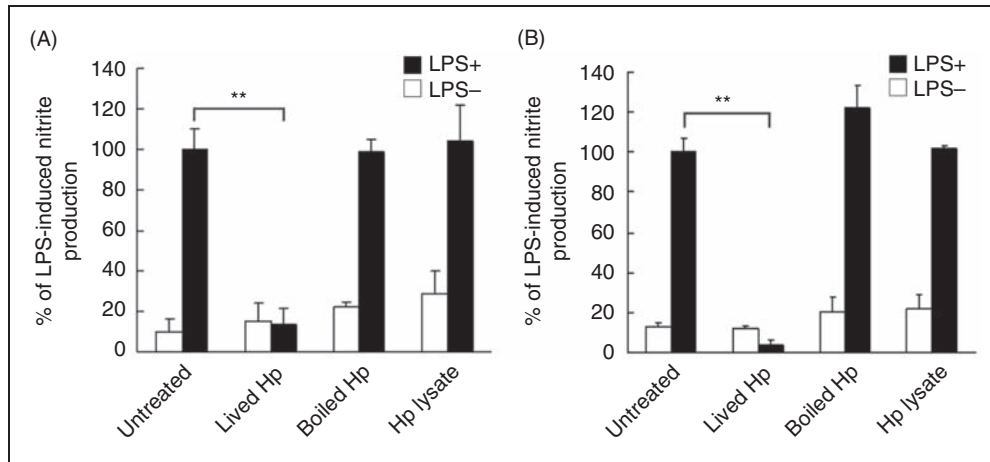 (A)
LPS+
LPS–
**
% of LPS-induced nitrite
production
140
120
100
80
60
40
20
0
Untreated
Lived Hp
Boiled Hp
Hp lysate
(B)
LPS+
LPS–
**
% of LPS-induced nitrite
production
140
120
100
80
60
40
20
0
Untreated
Lived Hp
Boiled Hp
Hp lysate